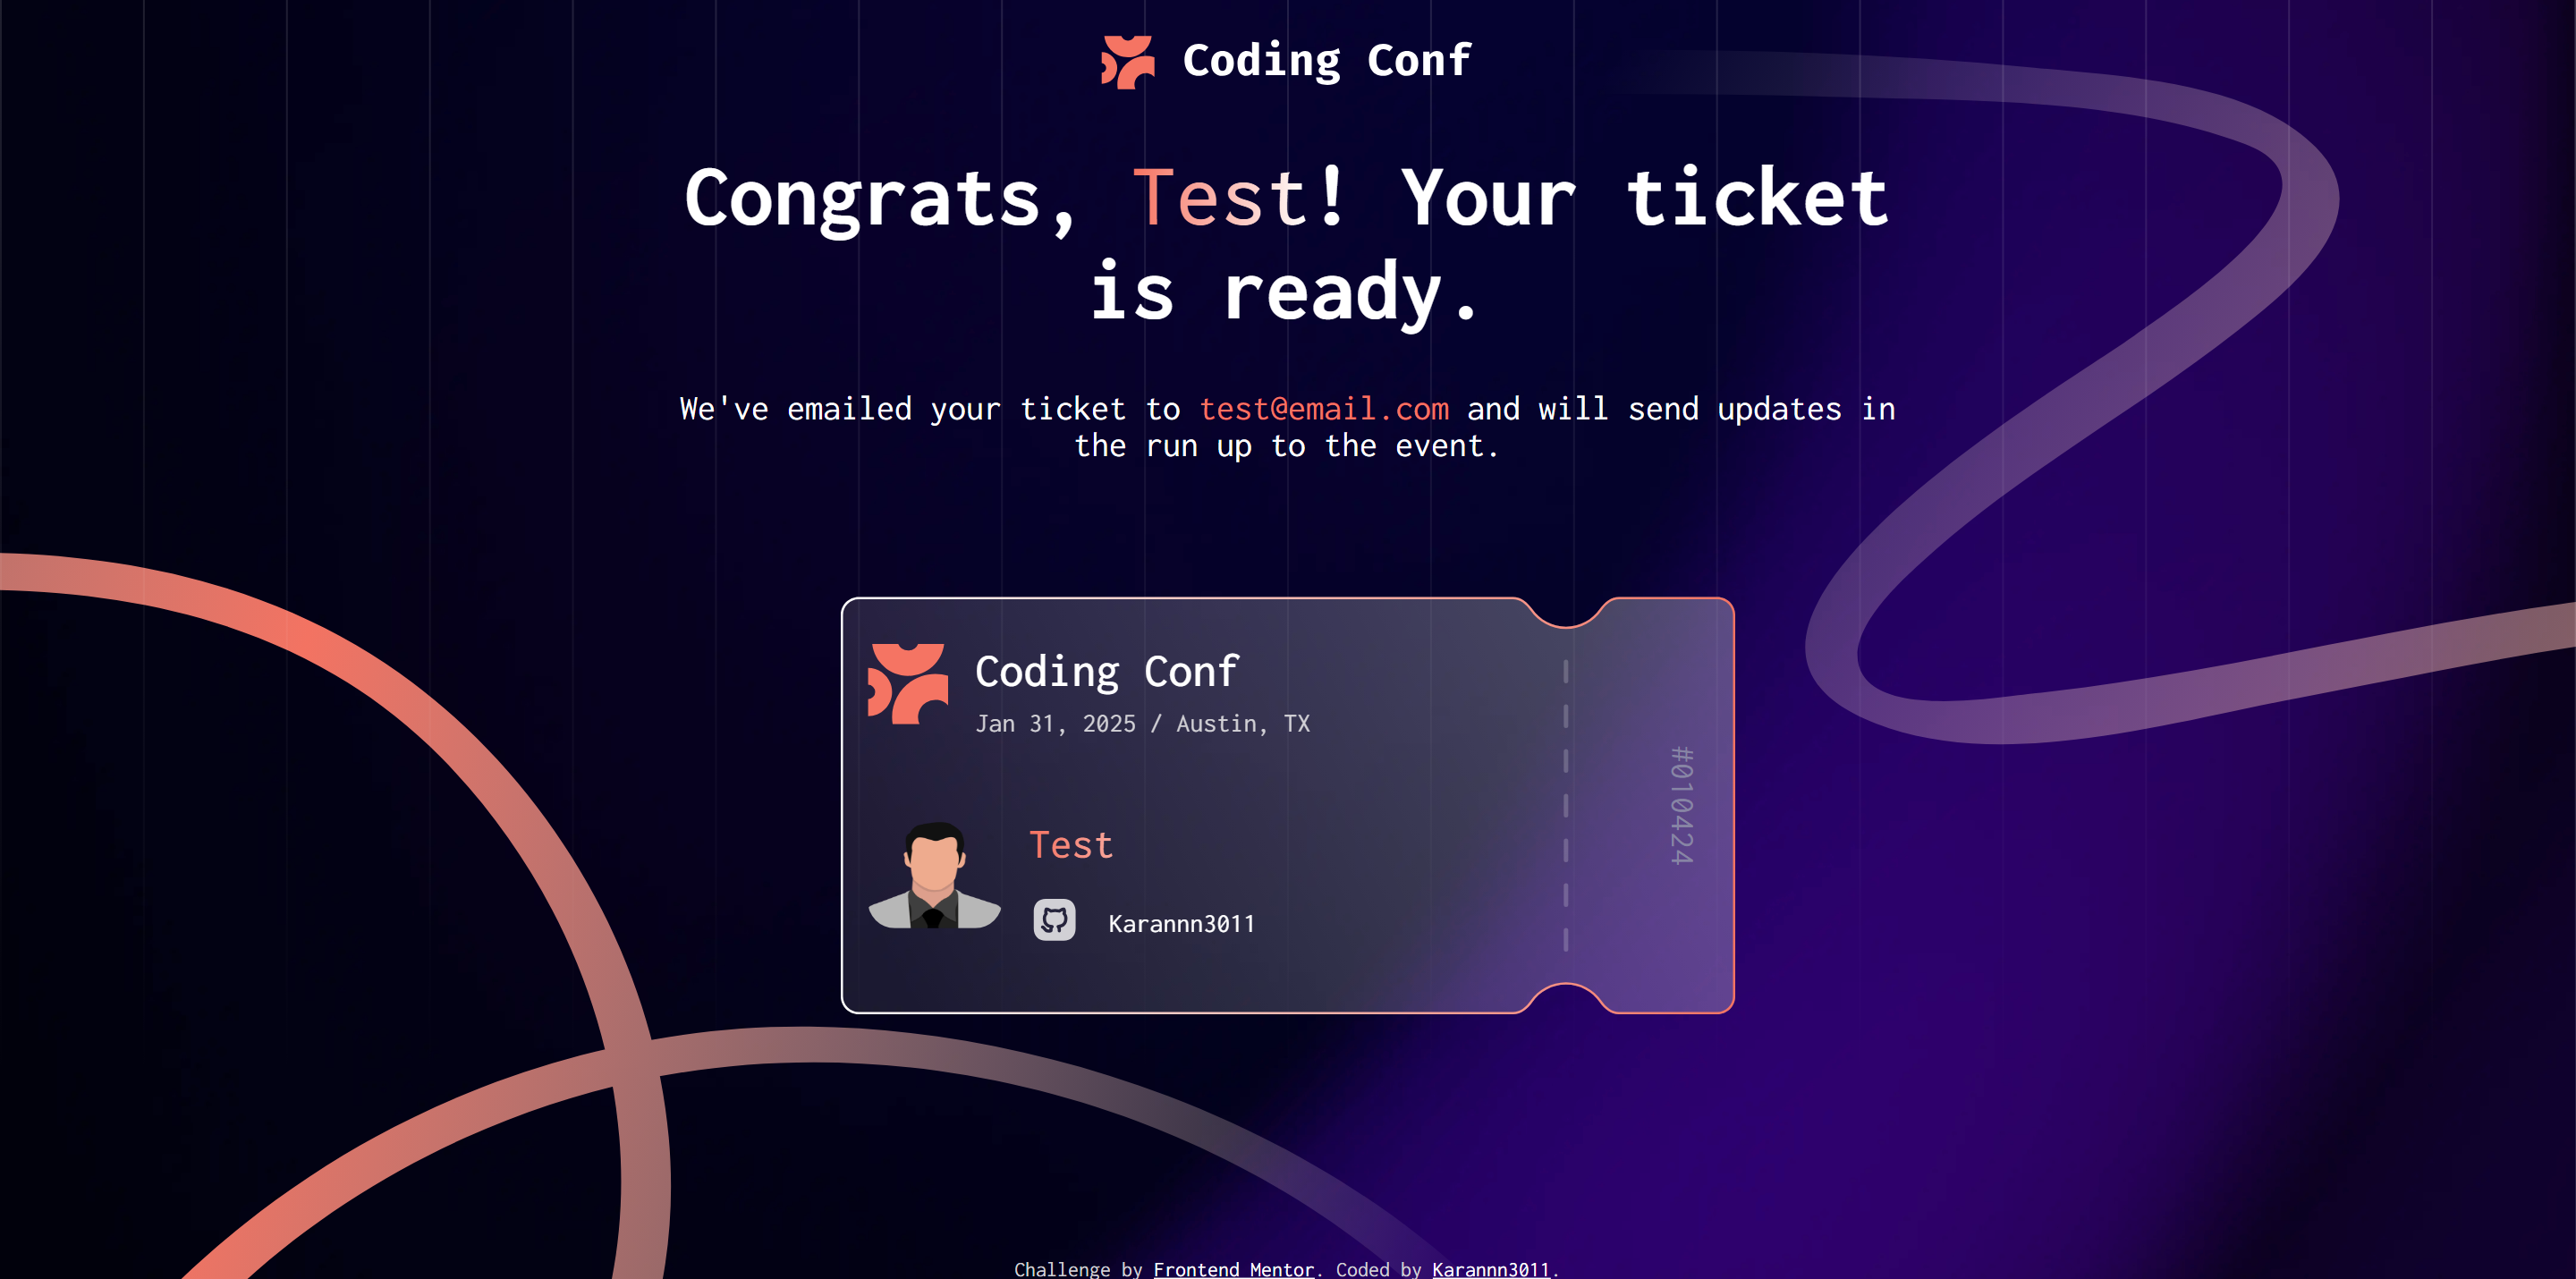 Coding Conf
Congrats, Test! Your ticket
is ready.
We've emailed your ticket to test@email.com and will send updates in
the run up to the event.
Coding Conf
Jan 31, 2025 / Austin, TX
Test
Karannn3011
#010424
Challenge by Frontend Mentor. Coded by Karannn3011.